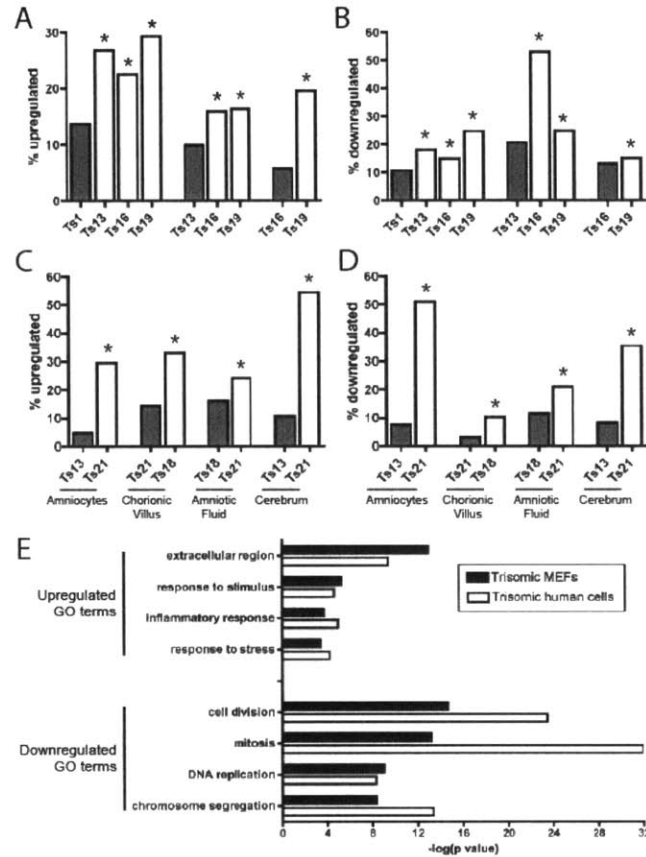 A
B
% upregulated
30
20
10
0
* * *
* *
*
Ts1 Ts13 Ts16 Ts19 Ts13 Ts16 Ts19 Ts16 Ts19
% downregulated
60
50
40
30
20
10
0
* * *
* *
*
Ts1 Ts13 Ts16 Ts19 Ts13 Ts16 Ts19 Ts16 Ts19
C
D
% upregulated
60
50
40
30
20
10
0
* * * *
Ts13 Ts21 Ts21 Ts18 Ts18 Ts21 Ts13 Ts21
Amniocytes Chorionic Amniotic Cerebrum
Villus Fluid
% downregulated
60
50
40
30
20
10
0
* * * *
Ts13 Ts21 Ts21 Ts18 Ts18 Ts21 Ts13 Ts21
Amniocytes Chorionic Amniotic Cerebrum
Villus Fluid
E
Upregulated
GO terms
extracellular region
response to stimulus
Inflammatory response
response to stress
Trisomic MEFs
Trisomic human cells
Downregulated
GO terms
cell division
mitosis
DNA replication
chromosome segregation
0 4 8 12 16 20 24 28 32
-log(p value)